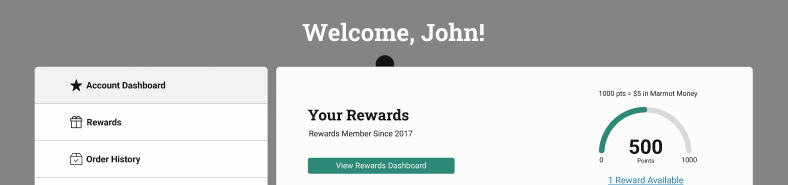 Welcome, John!
Account Dashboard
Rewards
Order History
Your Rewards
Rewards Member Since 2017
View Rewards Dashboard
1000 pts = $5 in Marmot Money
500
Points
0
1000
1 Reward Available